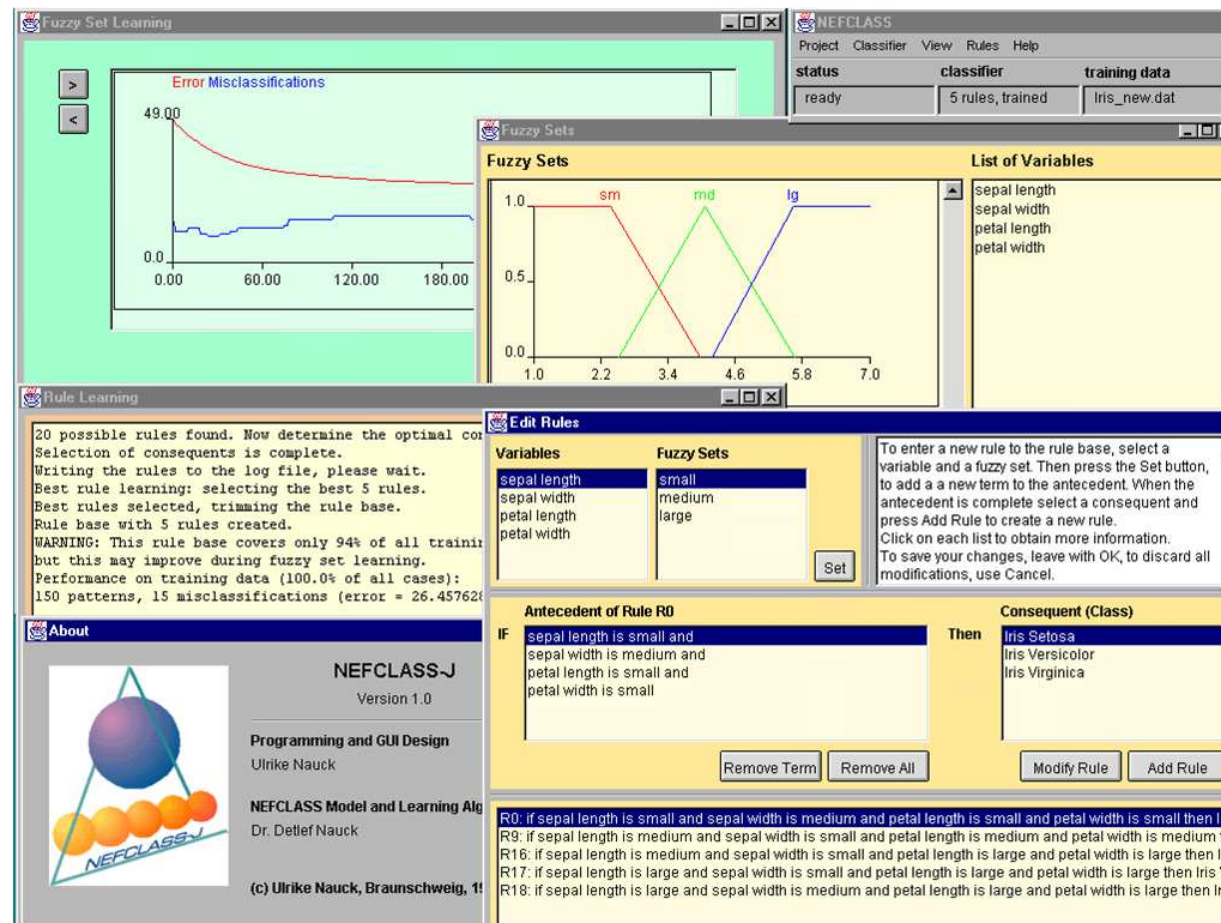 Fuzzy Set Learning
>
<
Error Misclassifications
49.00
0.0
0.00 60.00 120.00 180.00
NEFCLASS
Project Classifier View Rules Help
status classifier training data
ready 5 rules, trained Iris_new.dat
Fuzzy Sets
Fuzzy Sets
sm md lg
1.0
0.5
0.0
1.0 2.2 3.4 4.6 5.8 7.0
List of Variables
sepal length
sepal width
petal length
petal width
Rule Learning
20 possible rules found. Now determine the optimal
Selection of consequents is complete.
Writing the rules to the log file, please wait.
Best rule learning: selecting the best 5 rules.
Best rules selected, trimming the rule base.
Rule base with 5 rules created.
WARNING: This rule base covers only 94% of all
but this may improve during fuzzy set learning.
Performance on training data (100.0% of all cases):
150 patterns, 15 misclassifications (error = 26.457628
Edit Rules
Variables
sepal length
sepal width
petal length
petal width
Fuzzy Sets
small
medium
large
Set
To enter a new rule to the rule base, select a
variable and a fuzzy set. Then press the Set button,
to add a a new term to the antecedent. When the
antecedent is complete select a consequent and
press Add Rule to create a new rule.
Click on each list to obtain more information.
To save your changes, leave with OK, to discard all
modifications, use Cancel.
Antecedent of Rule R0
IF
sepal length is small and
sepal width is medium and
petal length is small and
petal width is small
Then
Consequent (Class)
Iris Setosa
Iris Versicolor
Iris Virginica
Remove Term Remove All Modify Rule Add Rule
R0: if sepal length is small and sepal width is medium and petal length is small and petal width is small then
R9: if sepal length is medium and sepal width is small and petal length is medium and petal width is medium
R16: if sepal length is medium and sepal width is small and petal length is large and petal width is large then
R17: if sepal length is large and sepal width is small and petal length is large and petal width is large then Iris
R18: if sepal length is large and sepal width is medium and petal length is large and petal width is large then
About
NEFCLASS-J
NEFCLASS-J
Version 1.0
Programming and GUI Design
Ulrike Nauck
NEFCLASS Model and Learning
Dr. Detlef Nauck
(c) Ulrike Nauck, Braunschweig,